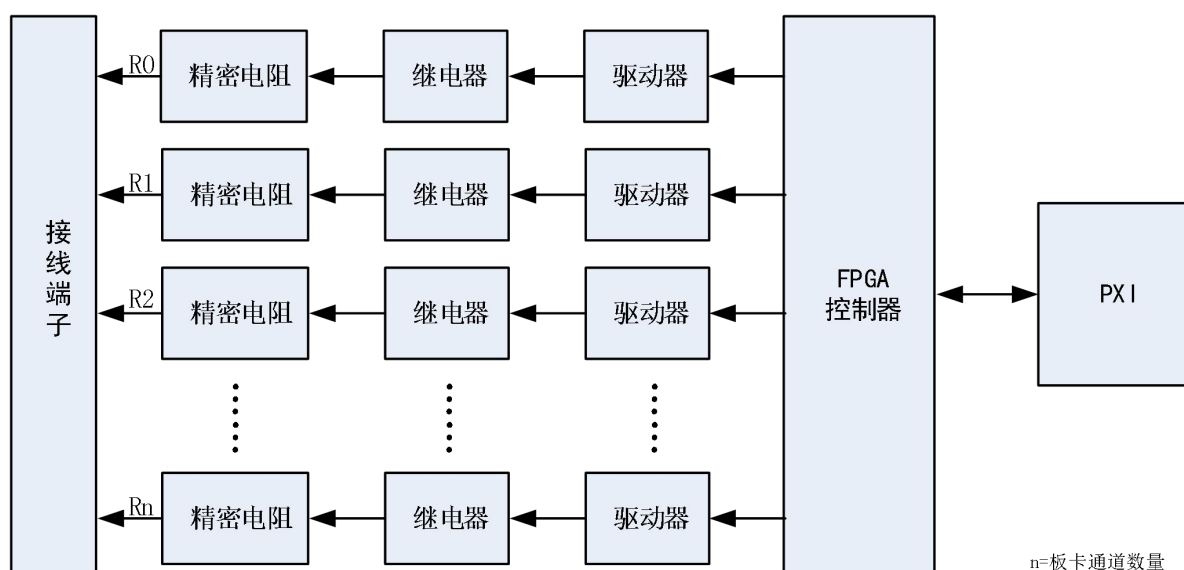 R0
精密电阻
继电器
驱动器
R1
精密电阻
继电器
驱动器
接
线
端
子
R2
精密电阻
继电器
驱动器
FPGA
控制器
PXI
Rn
精密电阻
继电器
驱动器
n=板卡通道数量